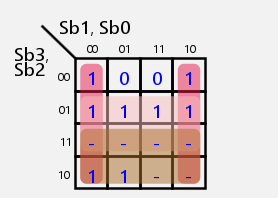 Sb1, Sb0
Sb3,
Sb2
00 01 11 10
00 1 0 0 1
01 1 1 1 1
11 - - - -
10 1 1 - -